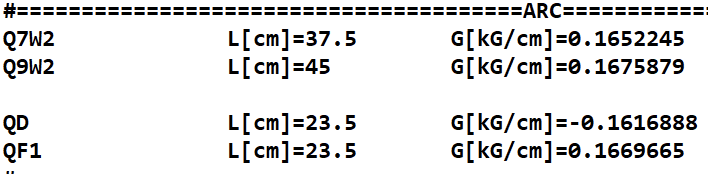 #=======================================ARC===========
Q7W2 L[cm]=37.5 G[kG/cm]=0.1652245
Q9W2 L[cm]=45 G[kG/cm]=0.1675879
QD L[cm]=23.5 G[kG/cm]=-0.1616888
QF1 L[cm]=23.5 G[kG/cm]=0.1669665